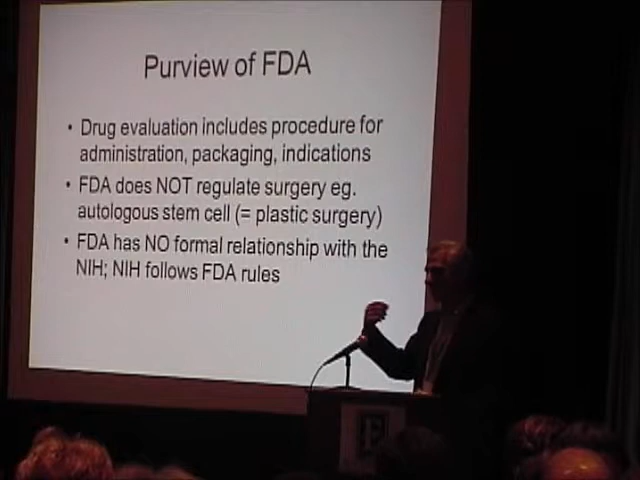 Purview of FDA
• Drug evaluation includes procedure for
administration, packaging, indications
• FDA does NOT regulate surgery eg.
autologous stem cell (= plastic surgery)
• FDA has NO formal relationship with the
NIH; NIH follows FDA rules